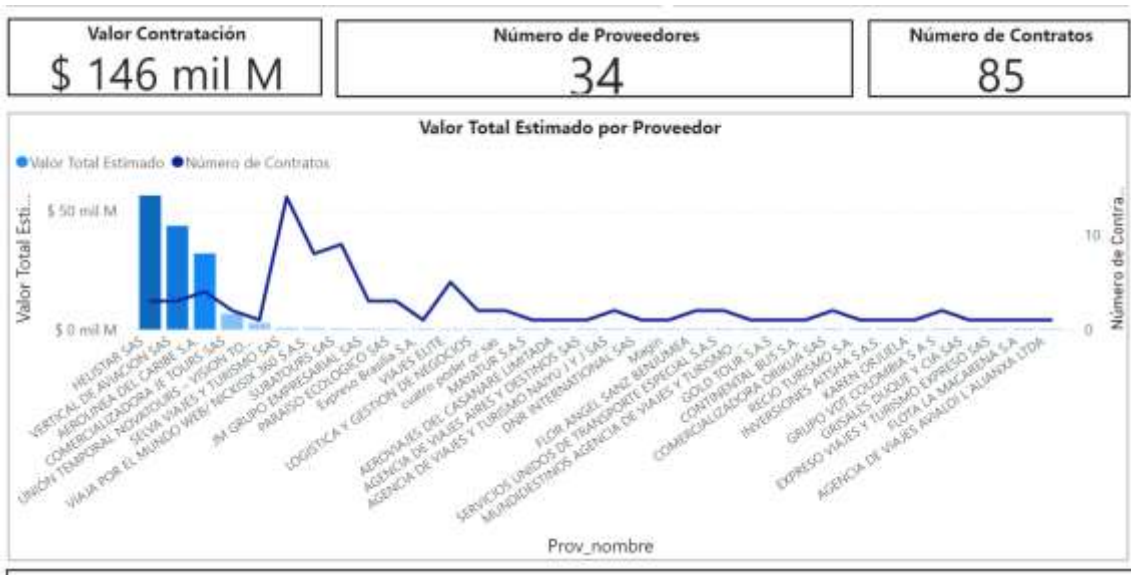 Valor Contratación
$ 146 mil M
Número de Proveedores
34
Número de Contratos
85
Valor Total Estimado por Proveedor
Valor Total Estimado
Número de Contratos
Valor Total Esti...
$ 50 mil M
$ 0 mil M
10
0
Número de Contra...
HELISTAR SAS
VERTICAL DE AVIACIÓN SAS
AEROLINEA DEL CARIBE S.A.
COMERCIALIZADORA JE TOURS SAS
UNIÓN TEMPORAL NOVATOURS – VISION TO...
SELVA VIAJES Y TURISMO SAS
VIAJA POR EL MUNDO WEB/ NICKISIX 360 S.A.S.
SUBATOURS SAS
JM GRUPO EMPRESARIAL SAS
PARAISO ECOLOGICO SAS
Expreso Brasilia S.A.
VIAJES ELITE
LOGISTICA Y GESTION DE NEGOCIOS
cuatro poder or sas
MAYATUR S.A.S
AEROVIAJES DEL CASANARE LIMITADA
AGENCIA DE VIAJES AIRES Y DESTINOS SAS
AGENCIA DE VIAJES Y TURISMO NAYU J Y J SAS
DNR INTERNATIONAL SAS
Magin
FLOR ANGEL SANZ BENJUMEA
SERVICIOS UNIDOS DE TRANSPORTE ESPECIAL S.A.S
MUNDIDESTINOS AGENCIA DE VIAJES Y TURISMO...
GOLD TOUR S.A.S
CONTINENTAL BUS S.A.
COMERCIALIZADORA ORIKUA SAS
RECIO TURISMO S.A.
INVERSIONES AITSHA S.A.S.
KAREN ORJUELA
GRUPO VDT COLOMBIA S A S
GRISALES DUQUE Y CIA SAS
EXPRESO VIAJES Y TURISMO EXPRESO SAS
FLOTA LA MACARENA S.A
AGENCIA DE VIAJES AVIALDI L'ALIANXA LTDA
Prov_nombre